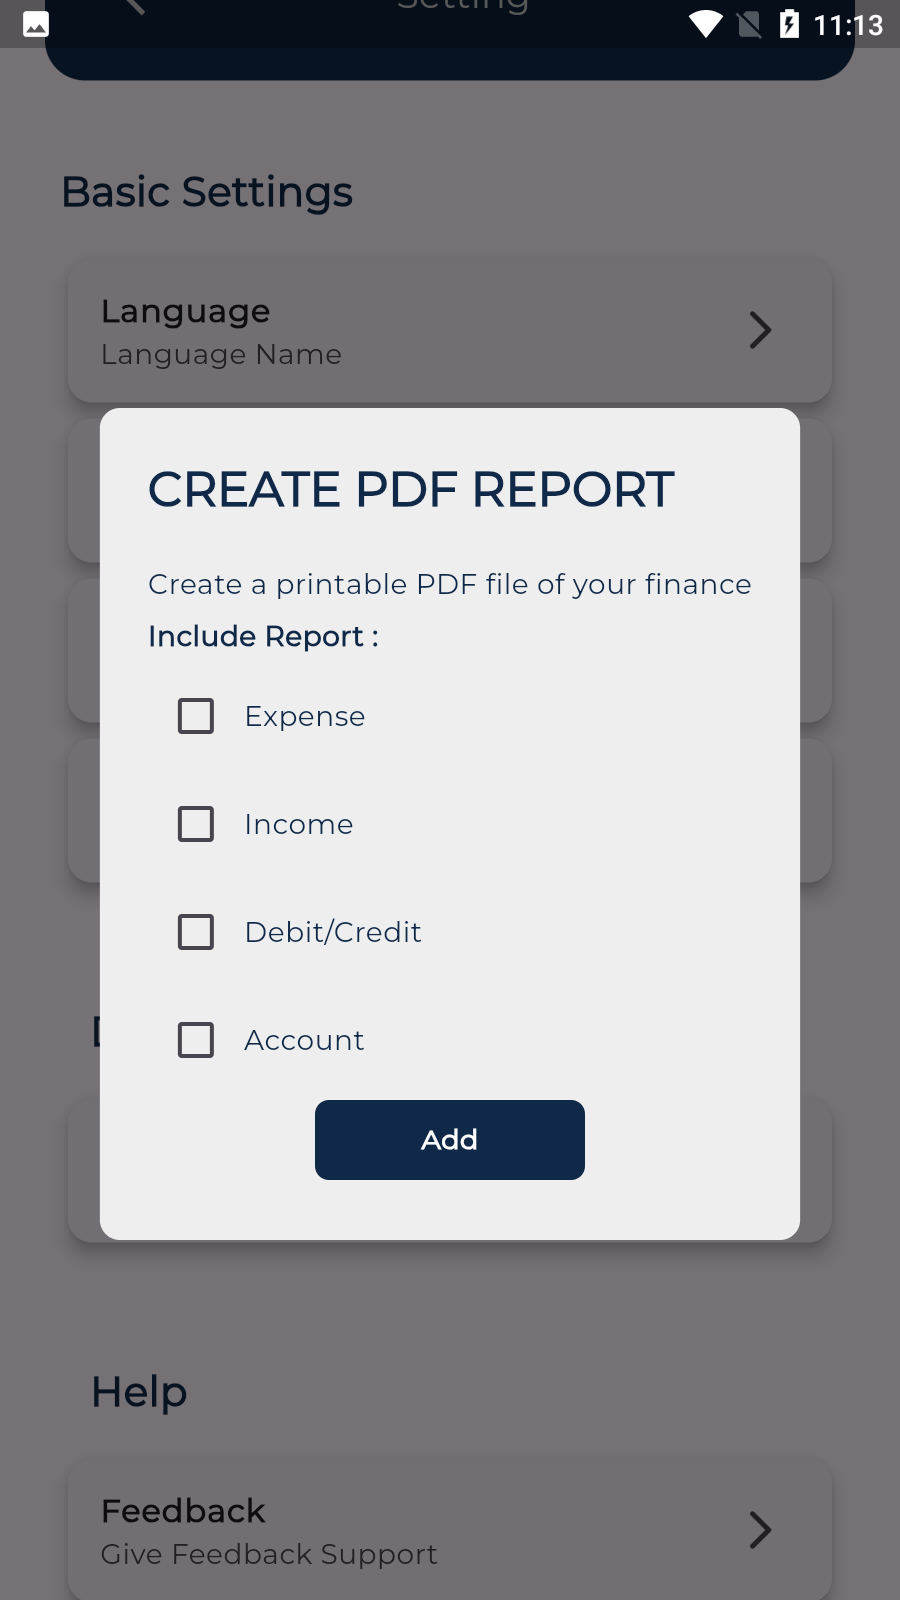 Setting
11:13
Basic Settings
Language
Language Name
CREATE PDF REPORT
Create a printable PDF file of your finance
Include Report :
Expense
Income
Debit/Credit
Account
Add
Help
Feedback
Give Feedback Support